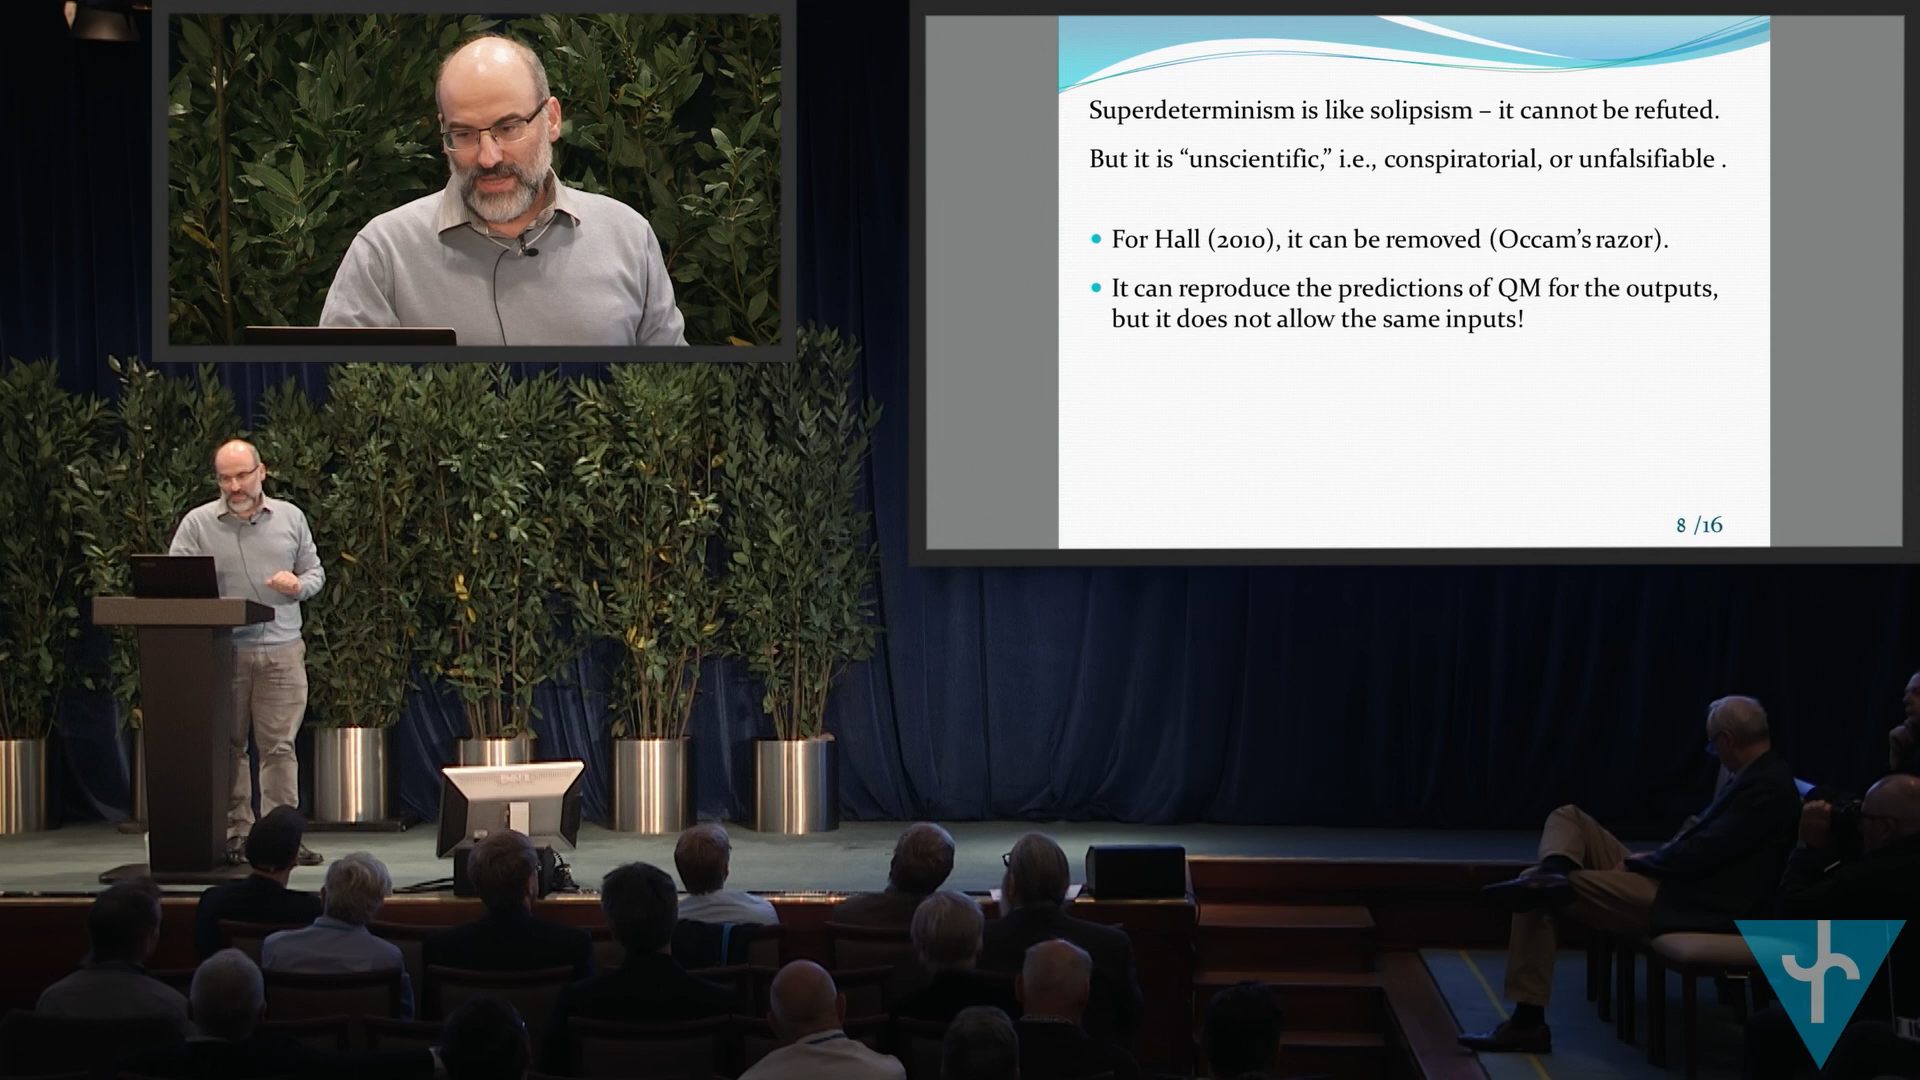 Superdeterminism is like solipsism – it cannot be refuted.
But it is “unscientific,” i.e., conspiratorial, or unfalsifiable .
• For Hall (2010), it can be removed (Occam’s razor).
• It can reproduce the predictions of QM for the outputs,
but it does not allow the same inputs!
8 /16
DELL